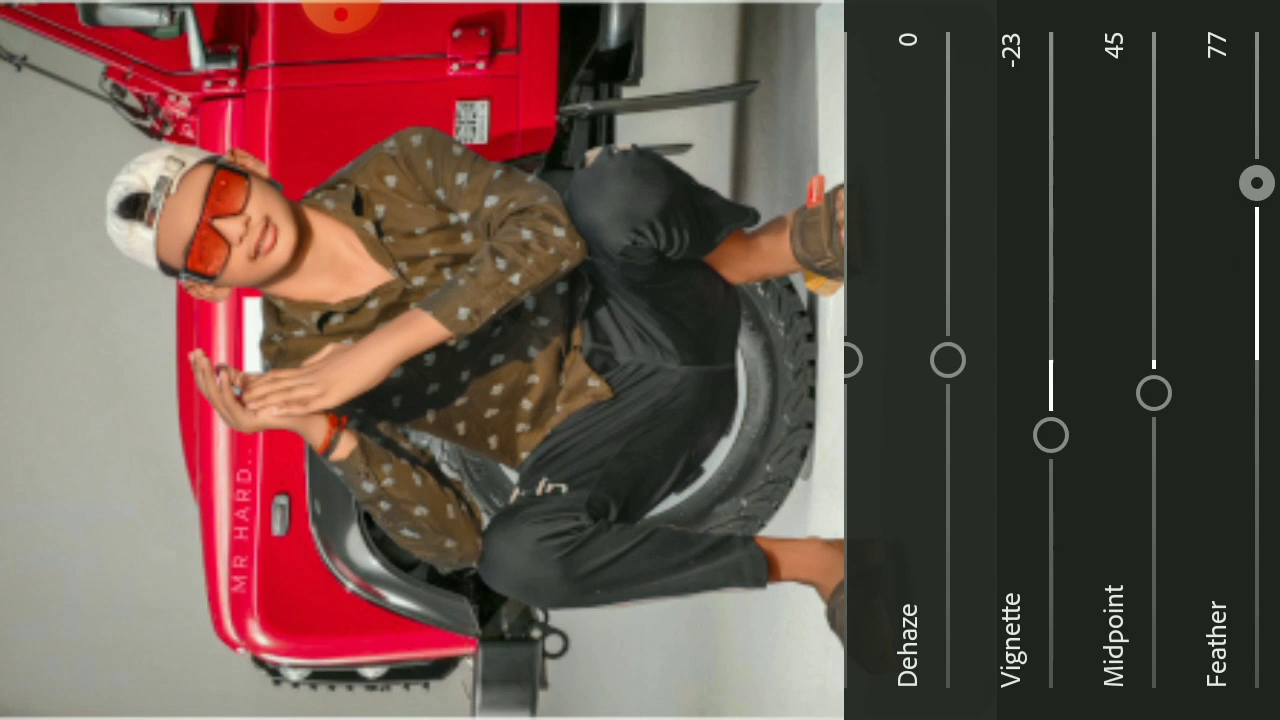 MR HARD..
Dehaze 0
Vignette -23
Midpoint 45
Feather 77